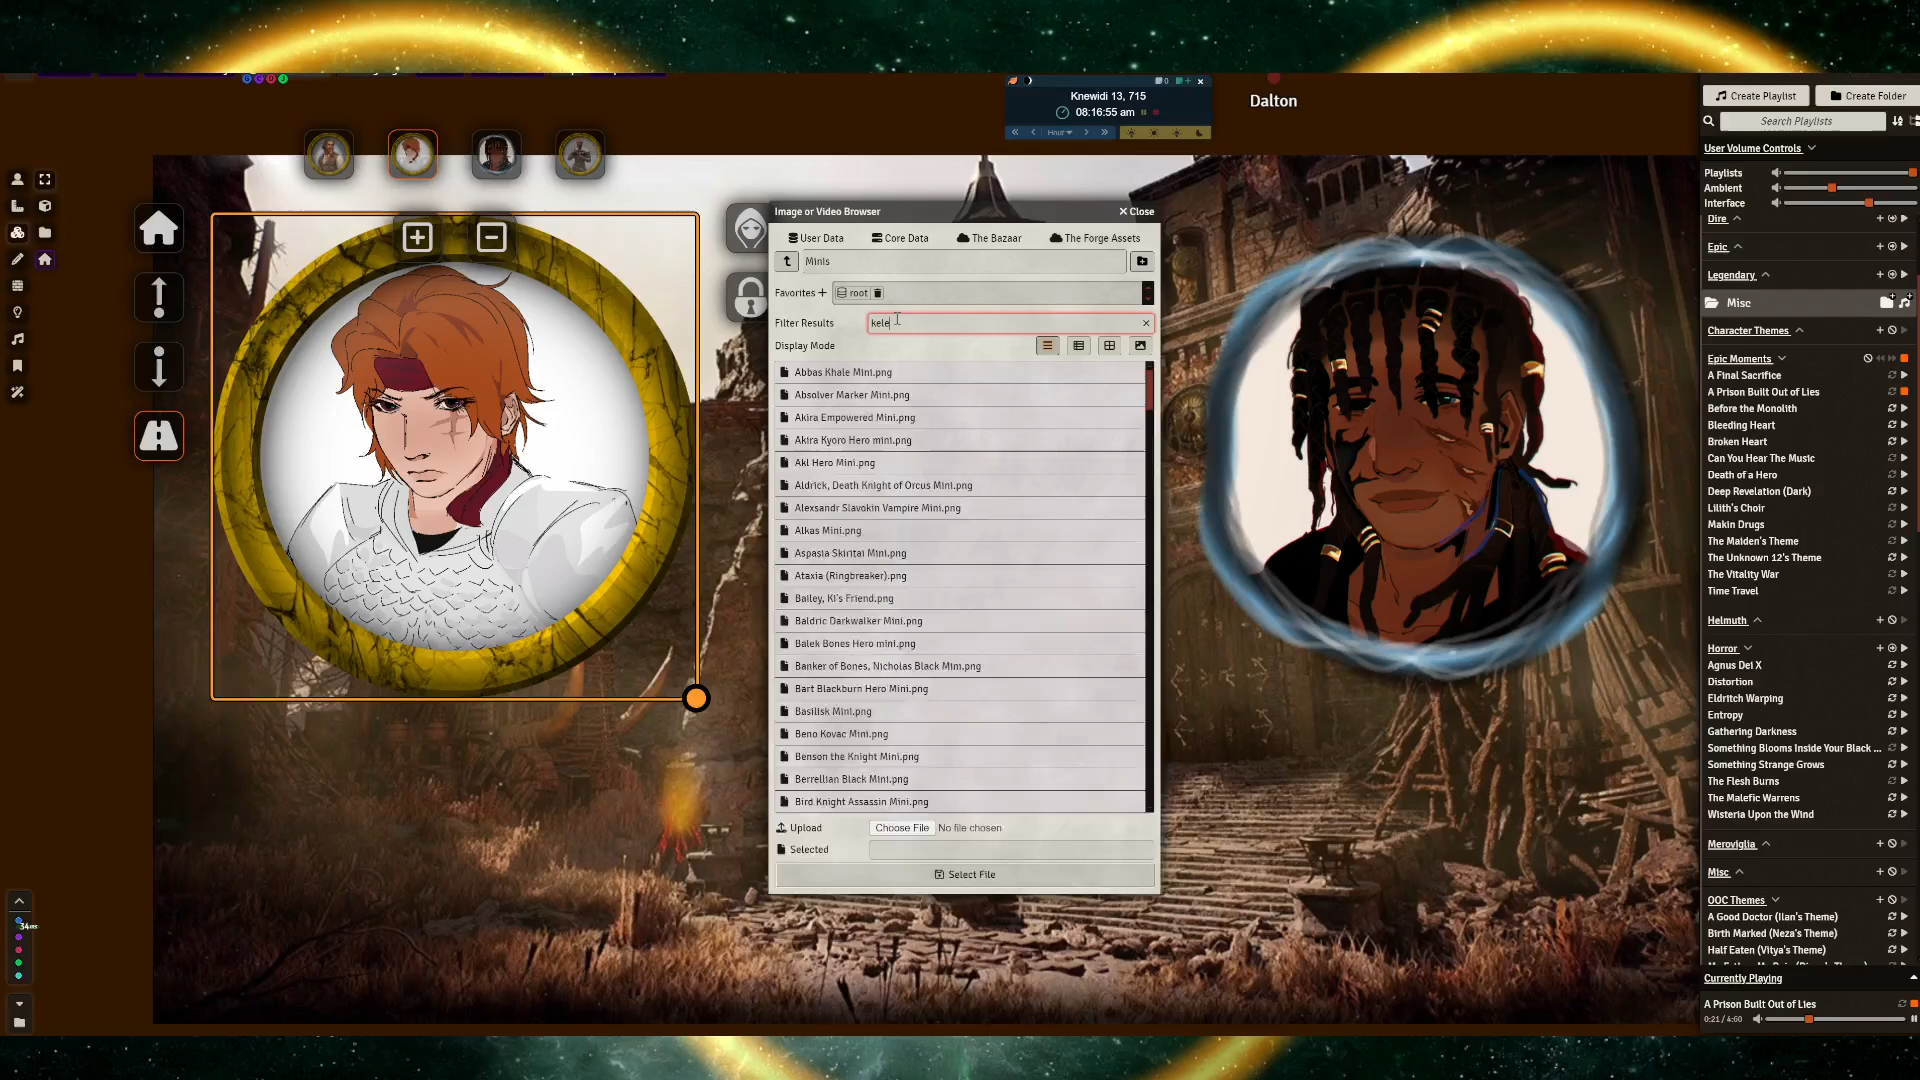 Knewidi 13, 715
08:16:55 am
Hour
0
Dalton
Create Playlist
Create Folder
Search Playlists
User Volume Controls
Playlists
Ambient
Interface
Dire
Epic
Legendary
Misc
Character Themes
Epic Moments
A Final Sacrifice
A Prison Built Out of Lies
Before the Monolith
Bleeding Heart
Broken Heart
Can You Hear The Music
Death of a Hero
Deep Revelation (Dark)
Lilith's Choir
Makin Drugs
The Maiden's Theme
The Unknown 12's Theme
The Vitality War
Time Travel
Helmuth
Horror
Agnus Dei X
Distortion
Eldritch Warping
Entropy
Gathering Darkness
Something Blooms Inside Your Black ...
Something Strange Grows
The Flesh Burns
The Malefic Warrens
Wisteria Upon the Wind
Meroviglia
Misc
OOC Themes
A Good Doctor (Ilan's Theme)
Birth Marked (Neza's Theme)
Half Eaten (Vitya's Theme)
Currently Playing
A Prison Built Out of Lies
0:21 / 4:60
Image or Video Browser
Close
User Data
Core Data
The Bazaar
The Forge Assets
Minis
Favorites +
root
Filter Results
kele
Display Mode
Abbas Khale Mini.png
Absolver Marker Mini.png
Akira Empowered Mini.png
Akira Kyoro Hero mini.png
Akl Hero Mini.png
Aldrick, Death Knight of Orcus Mini.png
Alexsandr Slavokin Vampire Mini.png
Alkas Mini.png
Aspasia Skiritai Mini.png
Ataxia (Ringbreaker).png
Bailey, KI's Friend.png
Baldric Darkwalker Mini.png
Balek Bones Hero mini.png
Banker of Bones, Nicholas Black Mini.png
Bart Blackburn Hero Mini.png
Basilisk Mini.png
Beno Kovac Mini.png
Benson the Knight Mini.png
Berrellian Black Mini.png
Bird Knight Assassin Mini.png
Upload
Choose File
No file chosen
Selected
Select File
34ms
G
C
D
J